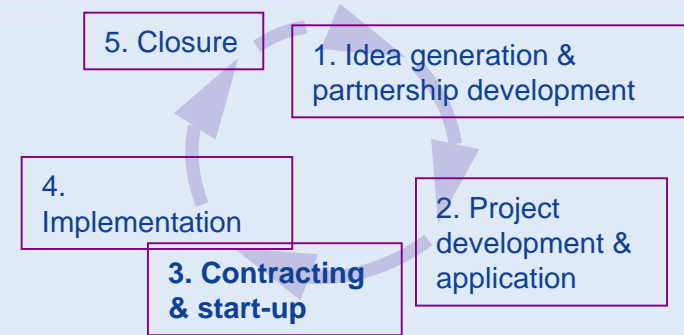 5. Closure
1. Idea generation &
partnership development
2. Project
development &
application
3. Contracting
& start-up
4.
Implementation